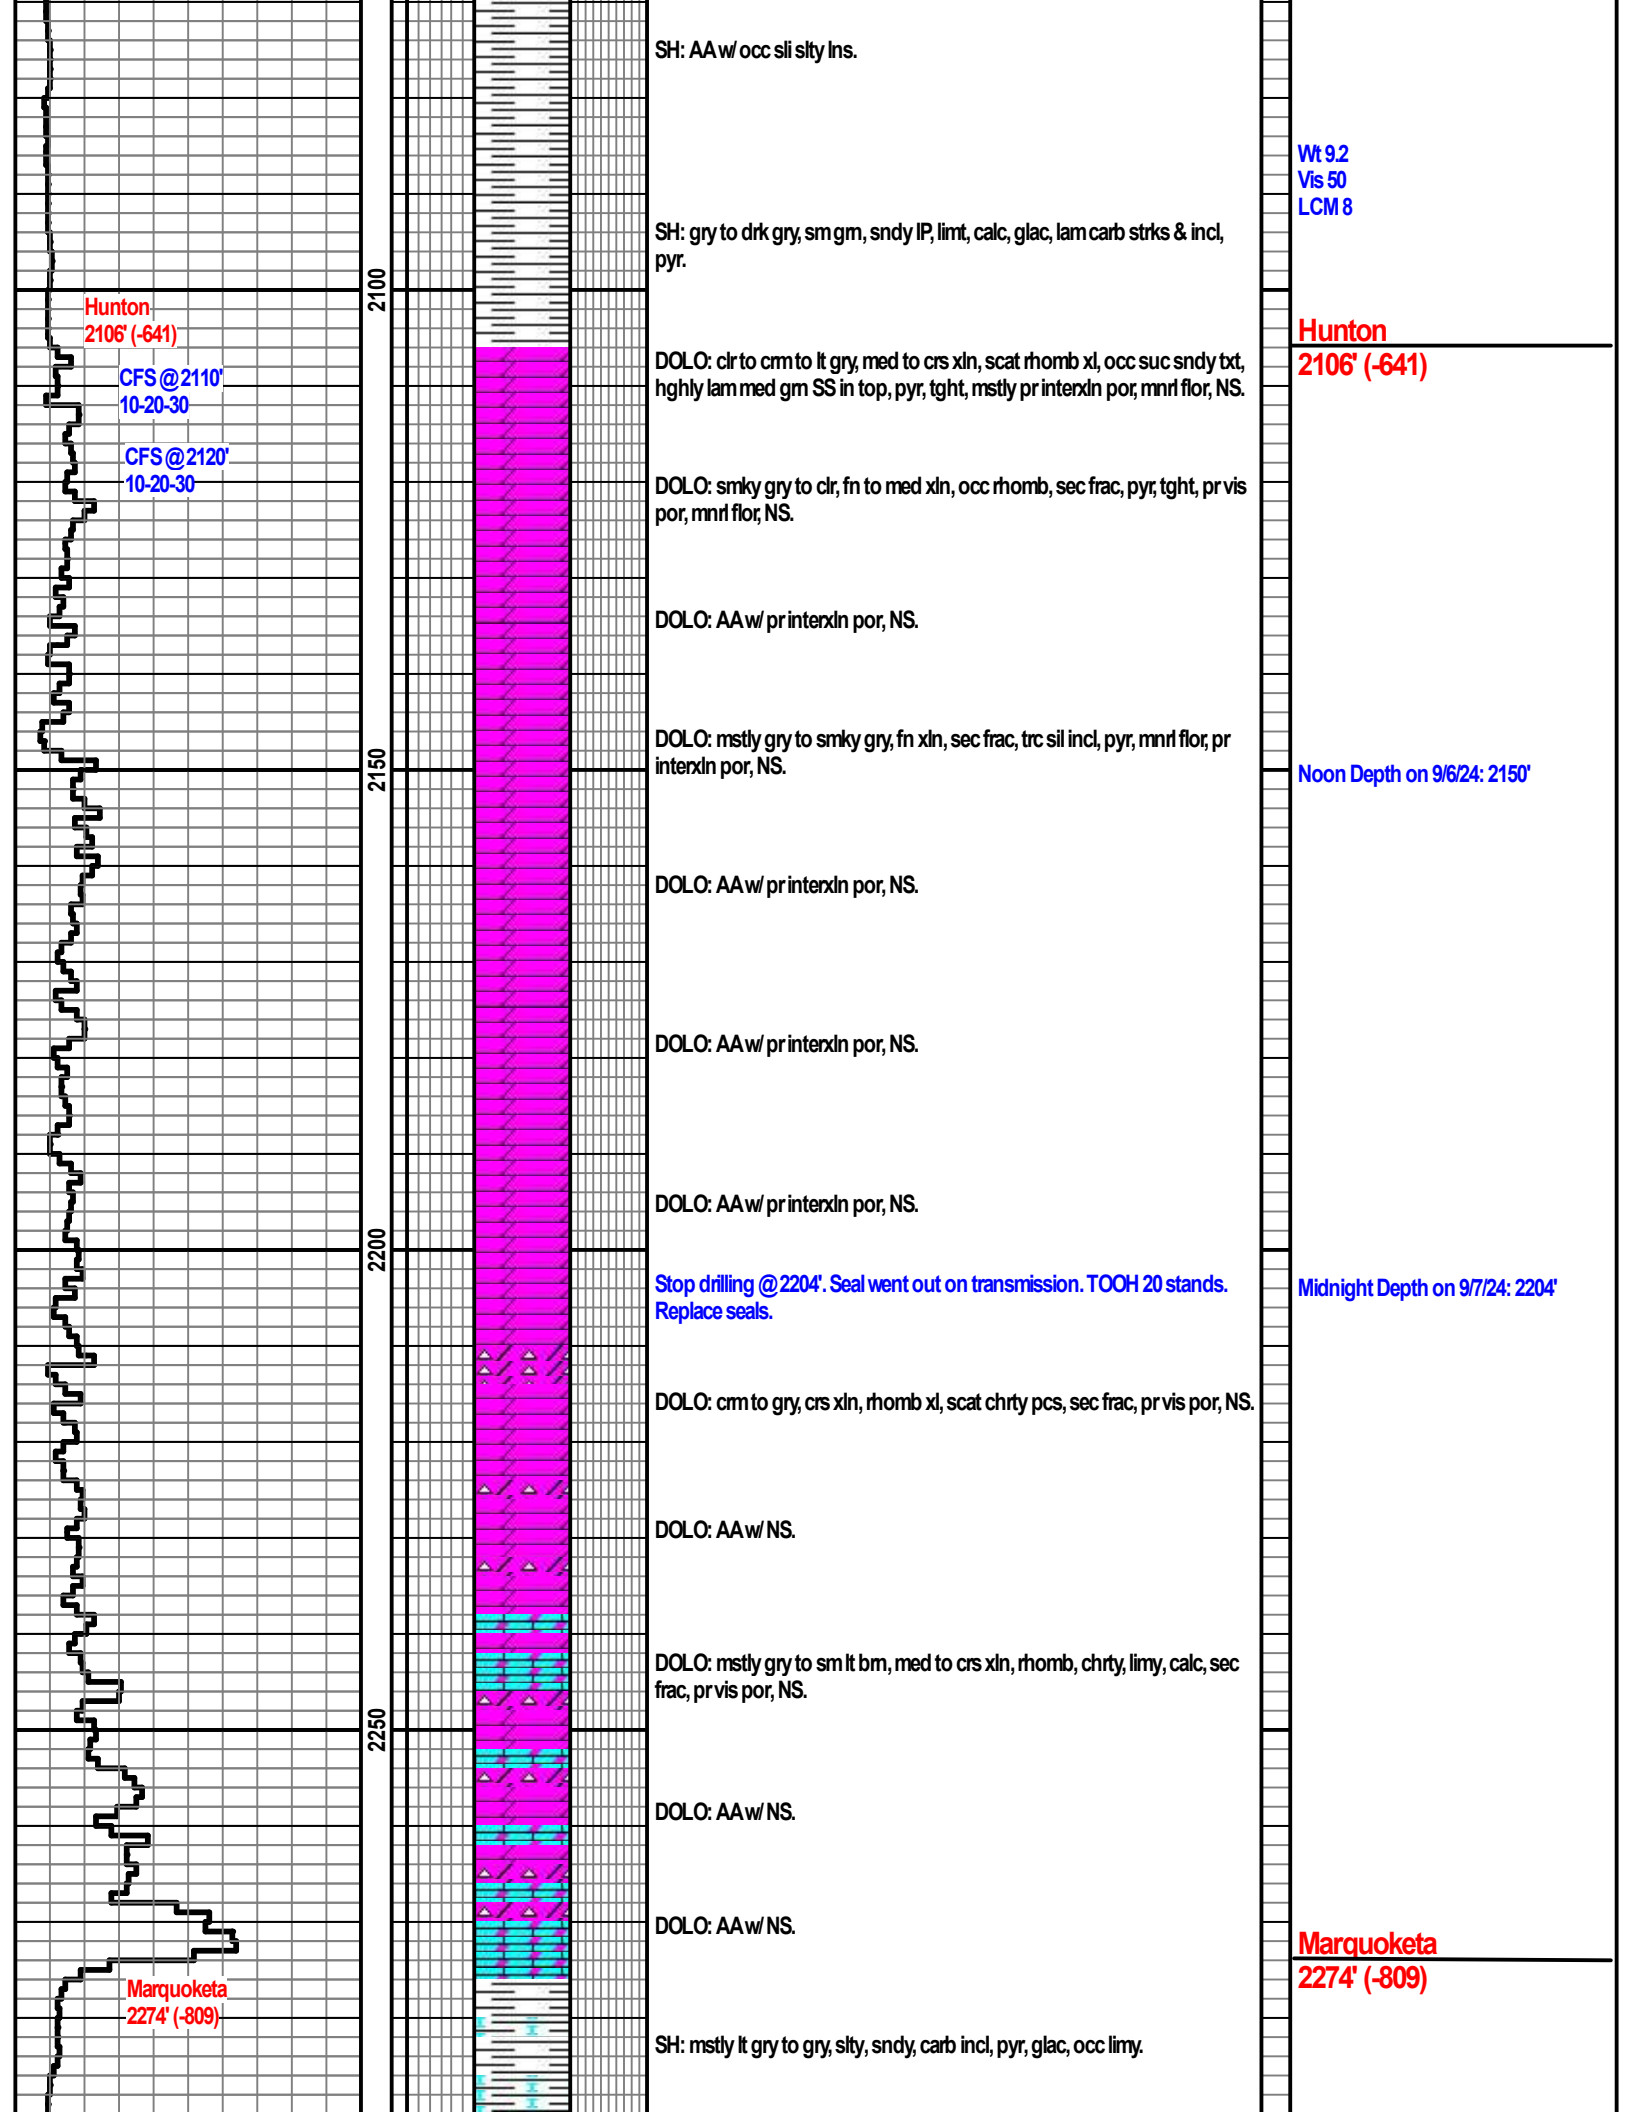 SH: AA w/ occ sli slty lns.
Wt 9.2
Vis 50
LCM 8
SH: gry to drk gry, sm grn, sndy IP, limt, calc, glac, lam carb strks & incl,
pyr.
2100
Hunton
2106' (-641)
Hunton
2106' (-641)
DOLO: clr to crm to lt gry, med to crs xln, scat rhomb xl, occ suc sndy txt,
hghly lam med grn SS in top, pyr, tght, mstly pr interxln por, mnrl flor, NS.
CFS @ 2110'
10-20-30
CFS @ 2120'
10-20-30
DOLO: smky gry to clr, fn to med xln, occ rhomb, sec frac, pyr, tght, pr vis
por, mnrl flor, NS.
DOLO: AA w/ pr interxln por, NS.
DOLO: mstly gry to smky gry, fn xln, sec frac, trc sil incl, pyr, mnrl flor, pr
interxln por, NS.
2150
Noon Depth on 9/6/24: 2150'
DOLO: AA w/ pr interxln por, NS.
DOLO: AA w/ pr interxln por, NS.
DOLO: AA w/ pr interxln por, NS.
2200
Stop drilling @ 2204'. Seal went out on transmission. TOOH 20 stands.
Replace seals.
Midnight Depth on 9/7/24: 2204'
DOLO: crm to gry, crs xln, rhomb xl, scat chrty pcs, sec frac, pr vis por, NS.
DOLO: AA w/ NS.
DOLO: mstly gry to sm lt brn, med to crs xln, rhomb, chrty, limy, calc, sec
frac, pr vis por, NS.
2250
DOLO: AA w/ NS.
DOLO: AA w/ NS.
Marquoketa
2274' (-809)
Marquoketa
2274' (-809)
SH: mstly lt gry to gry, slty, sndy, carb incl, pyr, glac, occ limy.